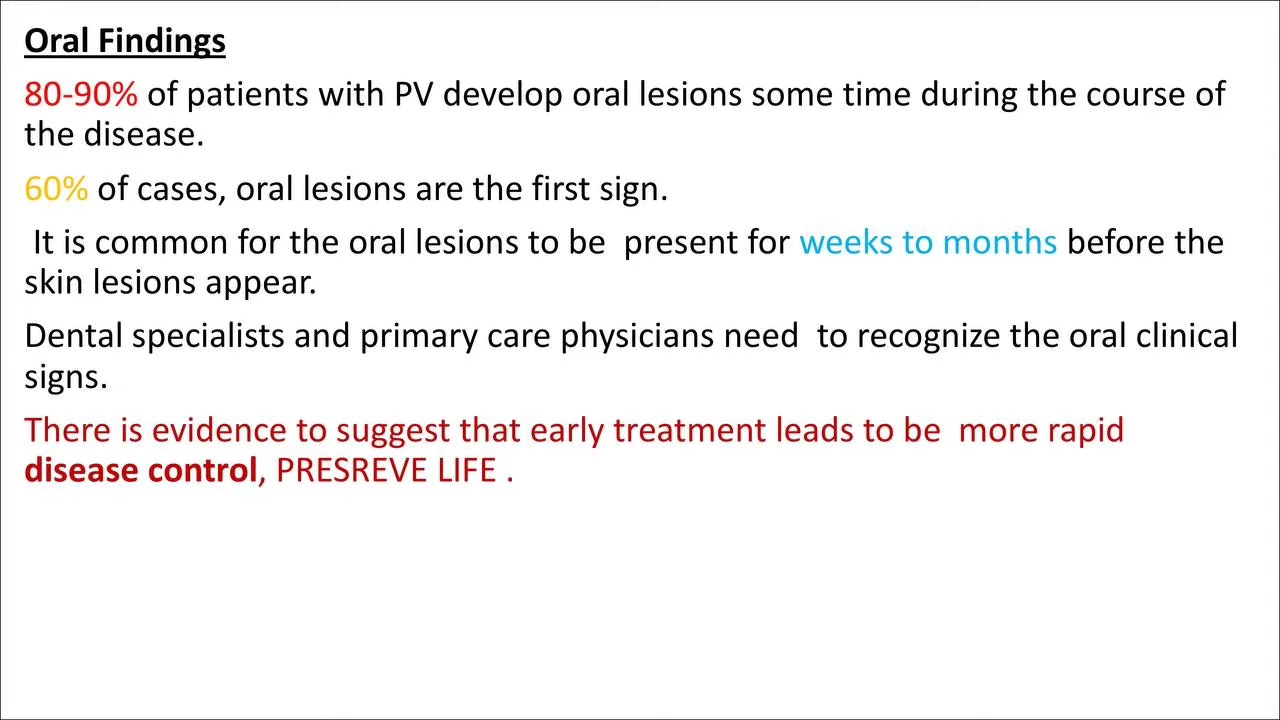 Oral Findings
80-90% of patients with PV develop oral lesions some time during the course of
the disease.
60% of cases, oral lesions are the first sign.
It is common for the oral lesions to be  present for weeks to months before the
skin lesions appear.
Dental specialists and primary care physicians need  to recognize the oral clinical
signs.
There is evidence to suggest that early treatment leads to be  more rapid
disease control, PRESREVE LIFE .